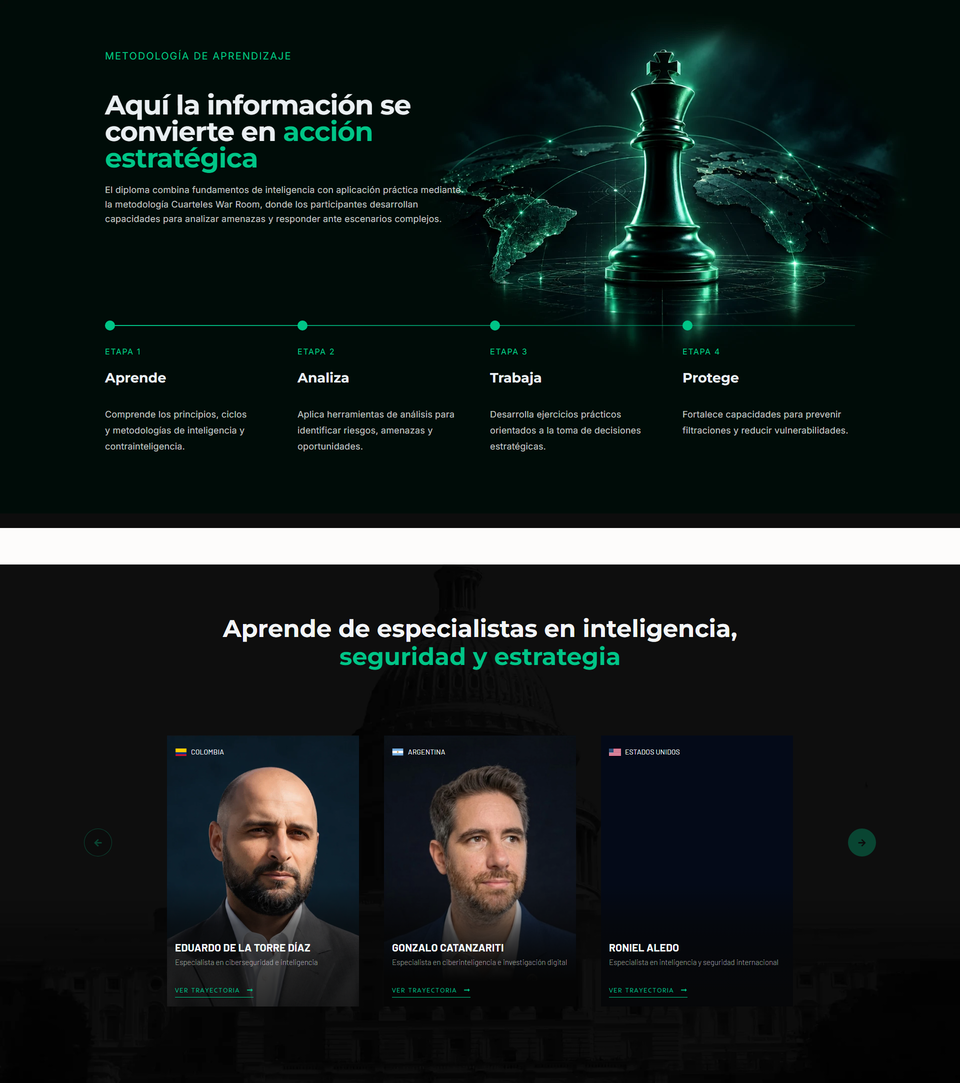 METODOLOGÍA DE APRENDIZAJE
Aquí la información se
convierte en acción
estratégica
El diploma combina fundamentos de inteligencia con aplicación práctica mediante
la metodología Cuarteles War Room, donde los participantes desarrollan
capacidades para analizar amenazas y responder ante escenarios complejos.
ETAPA 1
Aprende
Comprende los principios, ciclos
y metodologías de inteligencia y
contrainteligencia.
ETAPA 2
Analiza
Aplica herramientas de análisis para
identificar riesgos, amenazas y
oportunidades.
ETAPA 3
Trabaja
Desarrolla ejercicios prácticos
orientados a la toma de decisiones
estratégicas.
ETAPA 4
Protege
Fortalece capacidades para prevenir
filtraciones y reducir vulnerabilidades.
Aprende de especialistas en inteligencia,
seguridad y estrategia
COLOMBIA
EDUARDO DE LA TORRE DÍAZ
Especialista en ciberseguridad e inteligencia
VER TRAYECTORIA
ARGENTINA
GONZALO CATANZARITI
Especialista en ciberinteligencia e investigación digital
VER TRAYECTORIA
ESTADOS UNIDOS
RONIEL ALEDO
Especialista en inteligencia y seguridad internacional
VER TRAYECTORIA